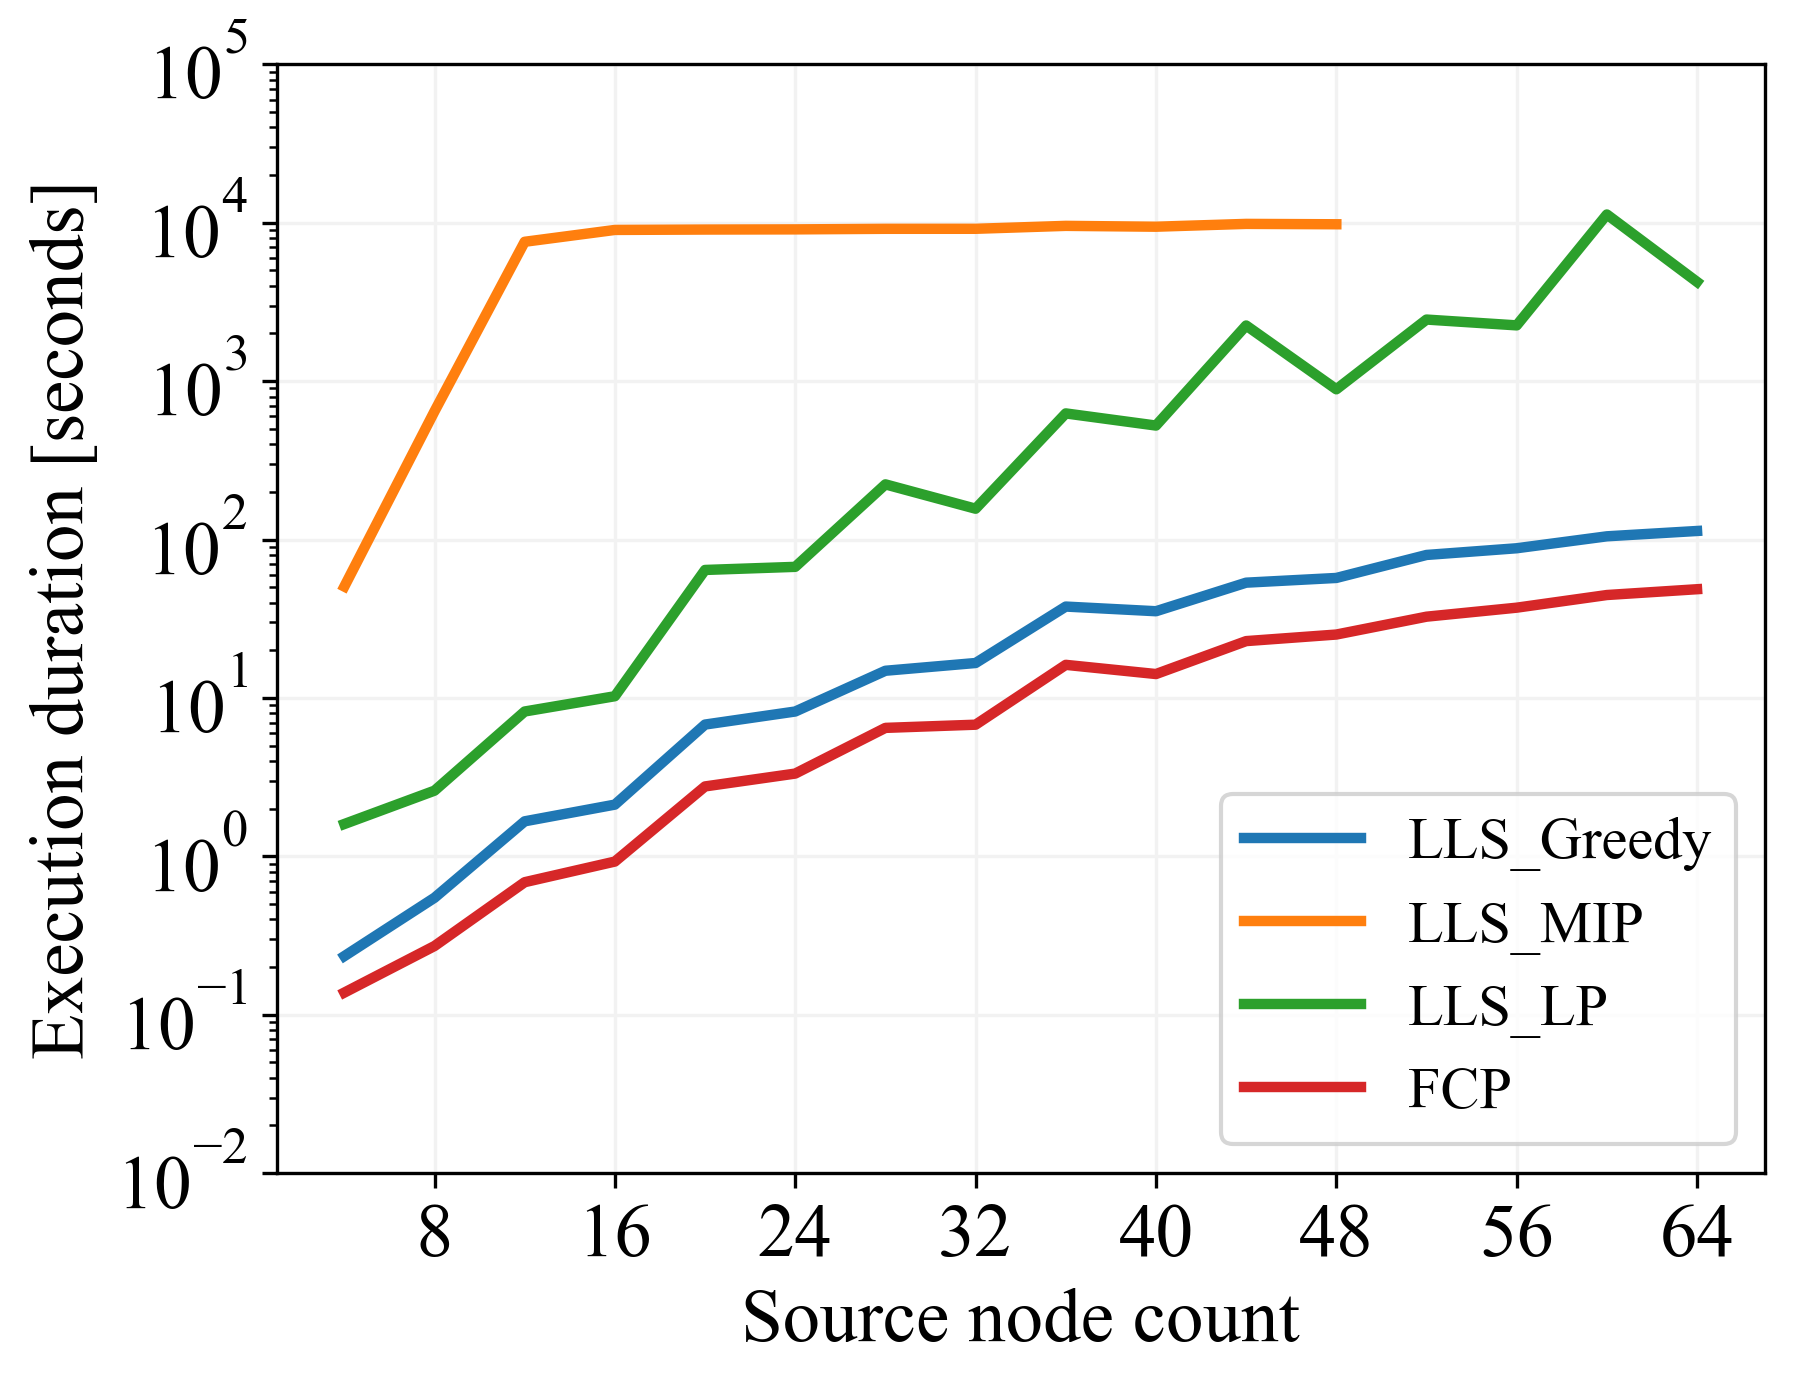 Execution duration [seconds]
10^5
10^4
10^3
10^2
10^1
10^0
10^−1
10^−2
8 16 24 32 40 48 56 64
Source node count
LLS_Greedy
LLS_MIP
LLS_LP
FCP